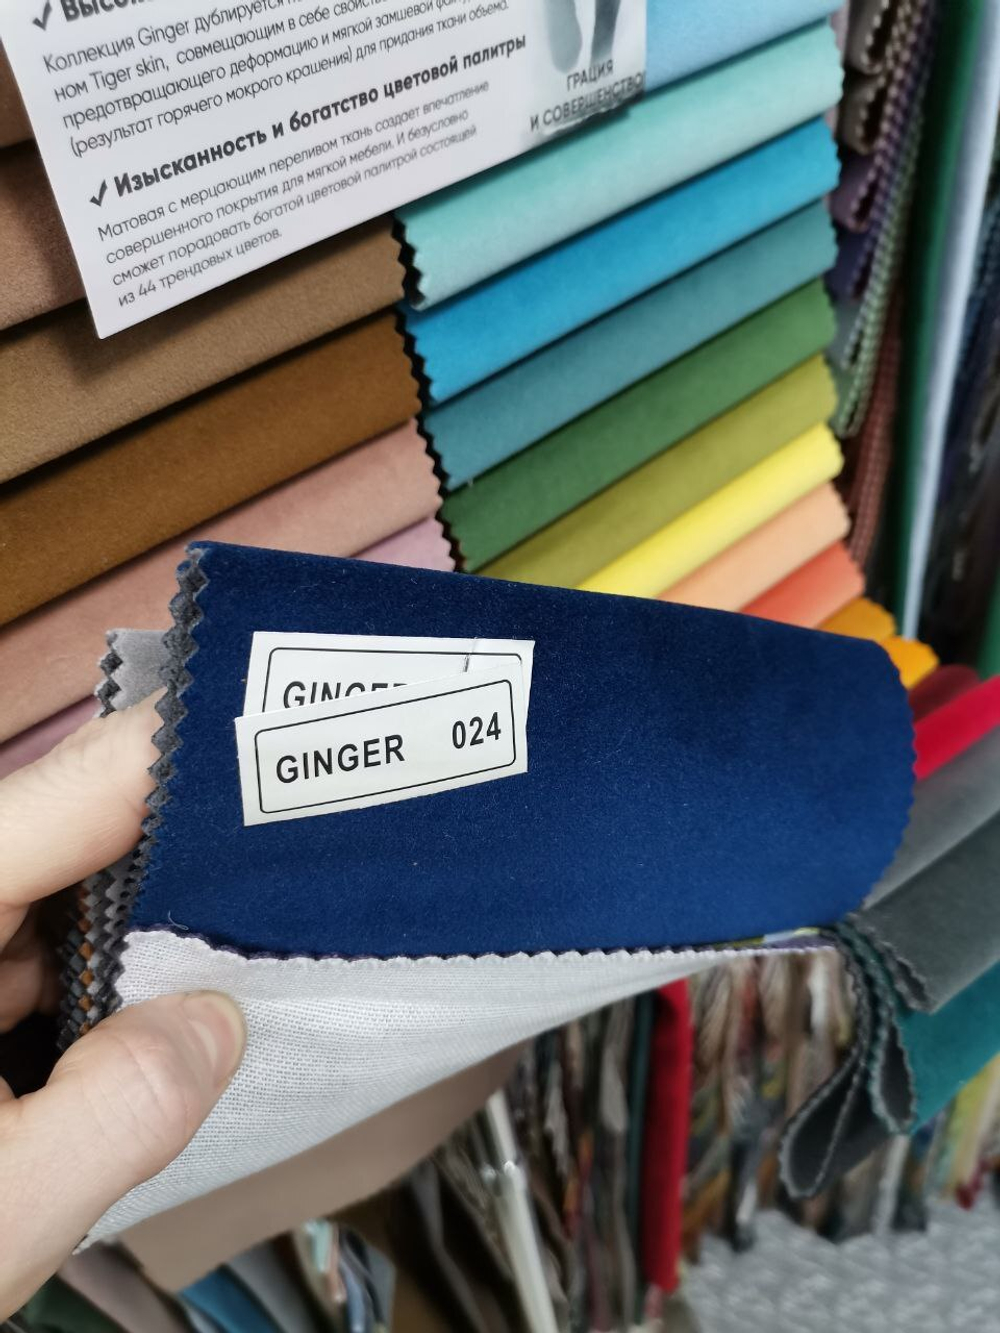 Коллекция Ginger дублируется
ном Tiger skin, совмещающим в себе свойс
предотвращающего деформацию и мягкой замшевой
(результат горячего мокрого крашения) для придания ткани объема.
✓ Изысканность и богатство цветовой палитры
Матовая с мерцающим переливом ткань создает впечатление
совершенного покрытия для мягкой мебели. И безусловно
сможет порадовать богатой цветовой палитрой состоящей
из 44 трендовых цветов.
ГРАЦИЯ
И СОВЕРШЕНСТВО
GINGER
GINGER 024